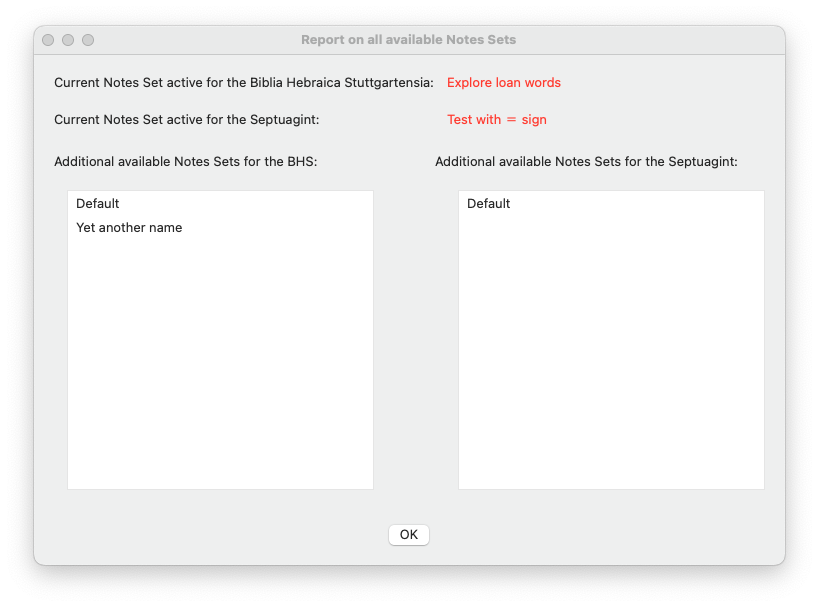 Report on all available Notes Sets
Current Notes Set active for the Biblia Hebraica Stuttgartensia: Explore loan words
Current Notes Set active for the Septuagint: Test with = sign
Additional available Notes Sets for the BHS: Additional available Notes Sets for the Septuagint:
Default Default
Yet another name
OK